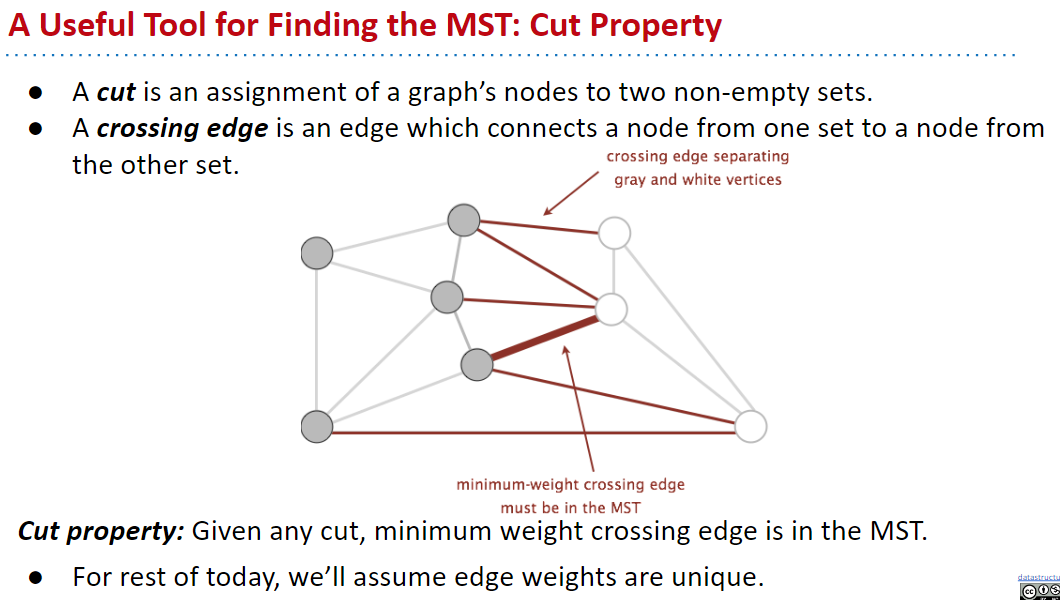 A Useful Tool for Finding the MST: Cut Property
● A cut is an assignment of a graph’s nodes to two non-empty sets.
● A crossing edge is an edge which connects a node from one set to a node from
the other set.
crossing edge separating
gray and white vertices
minimum-weight crossing edge
must be in the MST
Cut property: Given any cut, minimum weight crossing edge is in the MST.
● For rest of today, we’ll assume edge weights are unique.
datastructu